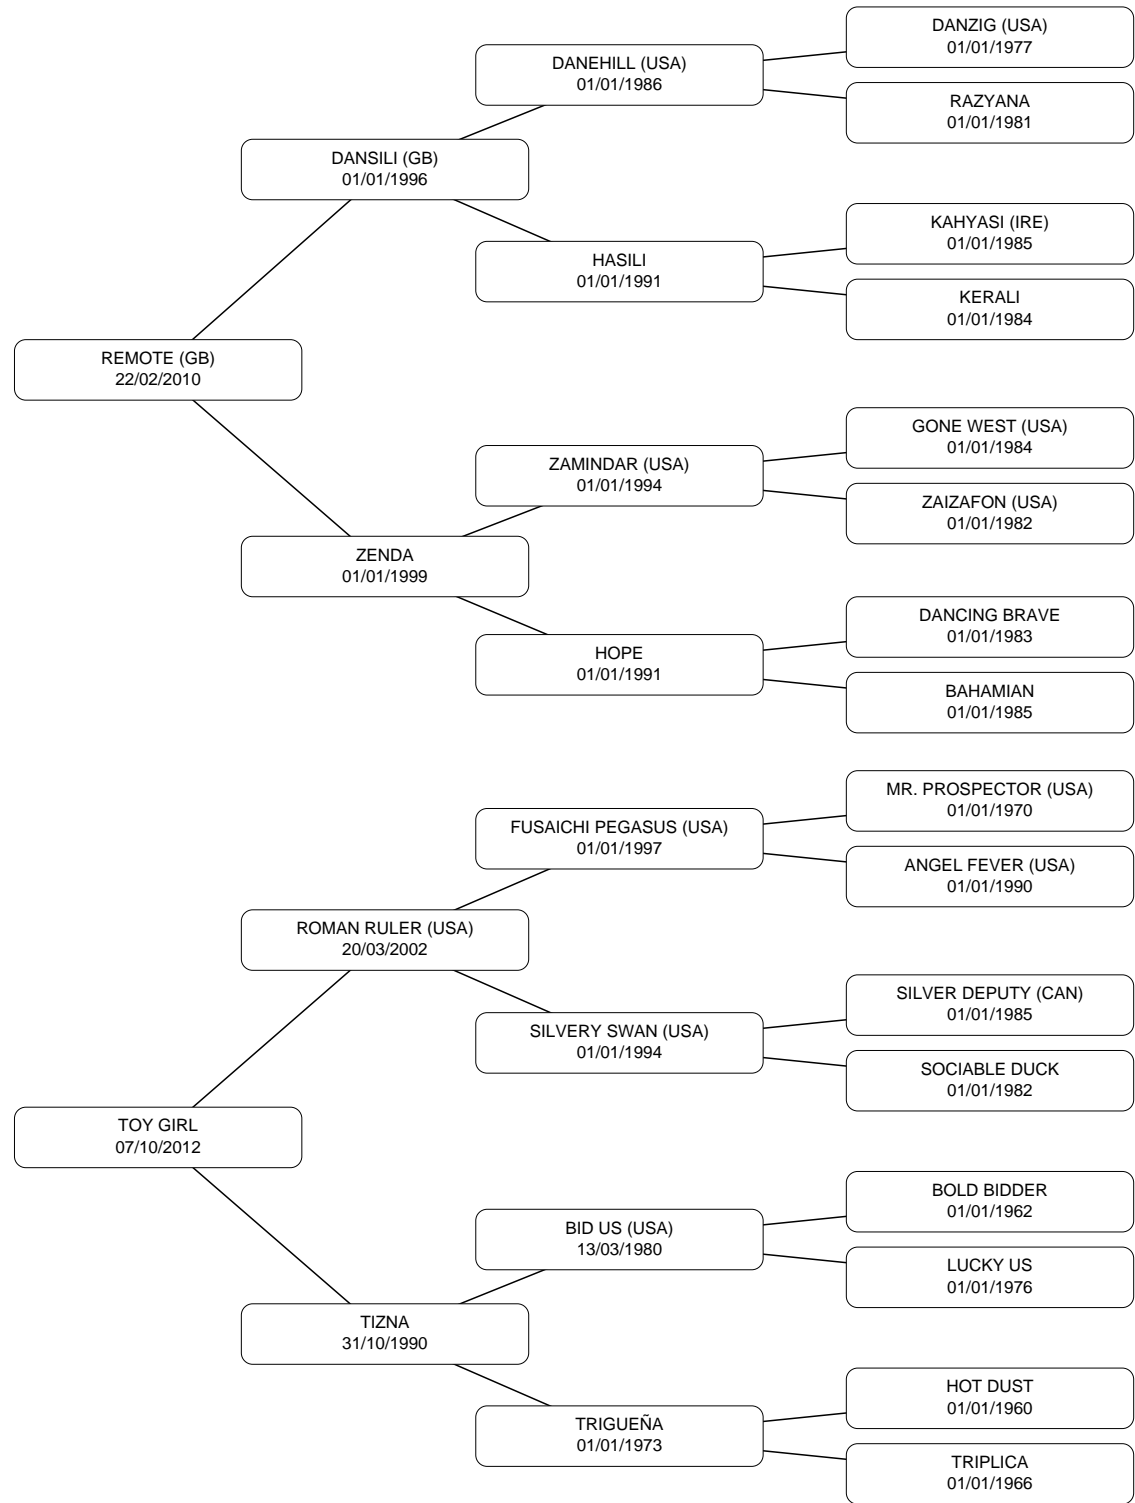 DANZIG (USA)
01/01/1977
DANEHILL (USA)
01/01/1986
RAZYANA
01/01/1981
DANSILI (GB)
01/01/1996
KAHYASI (IRE)
01/01/1985
HASILI
01/01/1991
KERALI
01/01/1984
REMOTE (GB)
22/02/2010
GONE WEST (USA)
01/01/1984
ZAMINDAR (USA)
01/01/1994
ZAIZAFON (USA)
01/01/1982
ZENDA
01/01/1999
DANCING BRAVE
01/01/1983
HOPE
01/01/1991
BAHAMIAN
01/01/1985
MR. PROSPECTOR (USA)
01/01/1970
FUSAICHI PEGASUS (USA)
01/01/1997
ANGEL FEVER (USA)
01/01/1990
ROMAN RULER (USA)
20/03/2002
SILVER DEPUTY (CAN)
01/01/1985
SILVERY SWAN (USA)
01/01/1994
SOCIABLE DUCK
01/01/1982
TOY GIRL
07/10/2012
BOLD BIDDER
01/01/1962
BID US (USA)
13/03/1980
LUCKY US
01/01/1976
TIZNA
31/10/1990
HOT DUST
01/01/1960
TRIGUEÑA
01/01/1973
TRIPLICA
01/01/1966